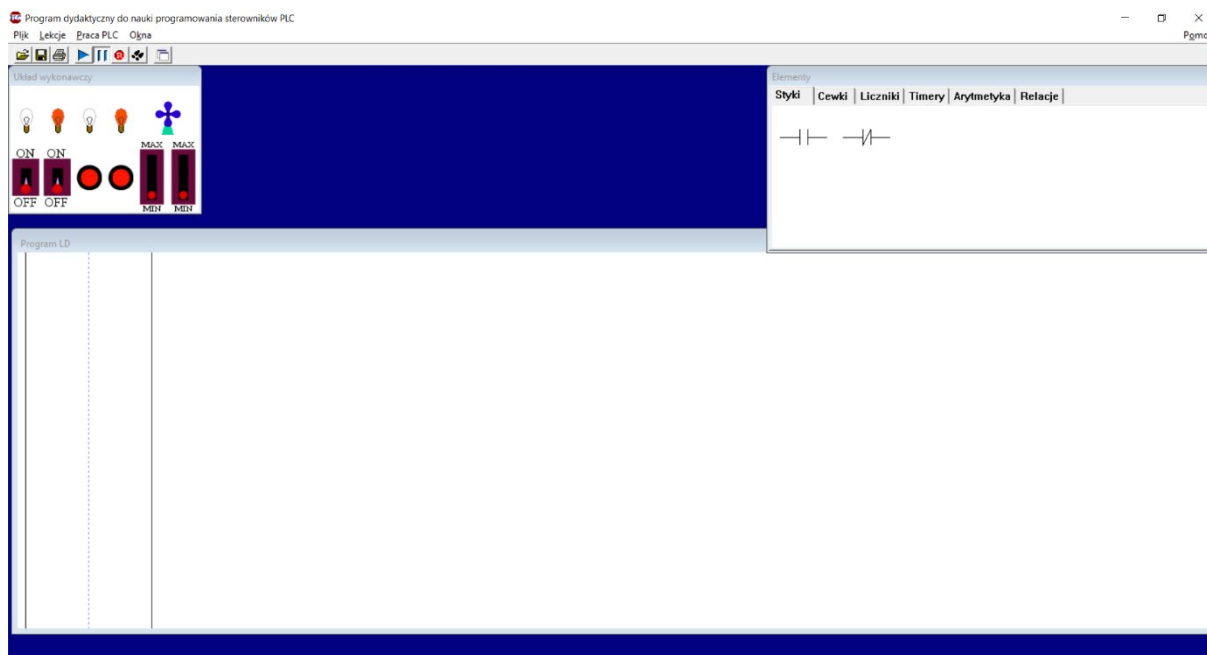 Program dydaktyczny do nauki programowania sterowników PLC
Plik Lekcje Praca PLC Okna
Układ wykonawczy
ON ON
MAX MAX
OFF OFF
MIN MIN
Elementy
Styki Cewki Liczniki Timery Arytmetyka Relacje
Program LD